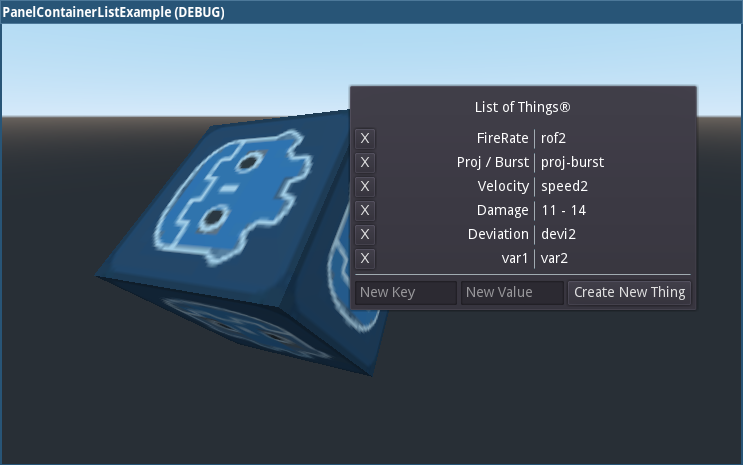 PanelContainerListExample (DEBUG)
List of Things®
X FireRate rof2
X Proj / Burst proj-burst
X Velocity speed2
X Damage 11 - 14
X Deviation devi2
X var1 var2
New Key New Value Create New Thing